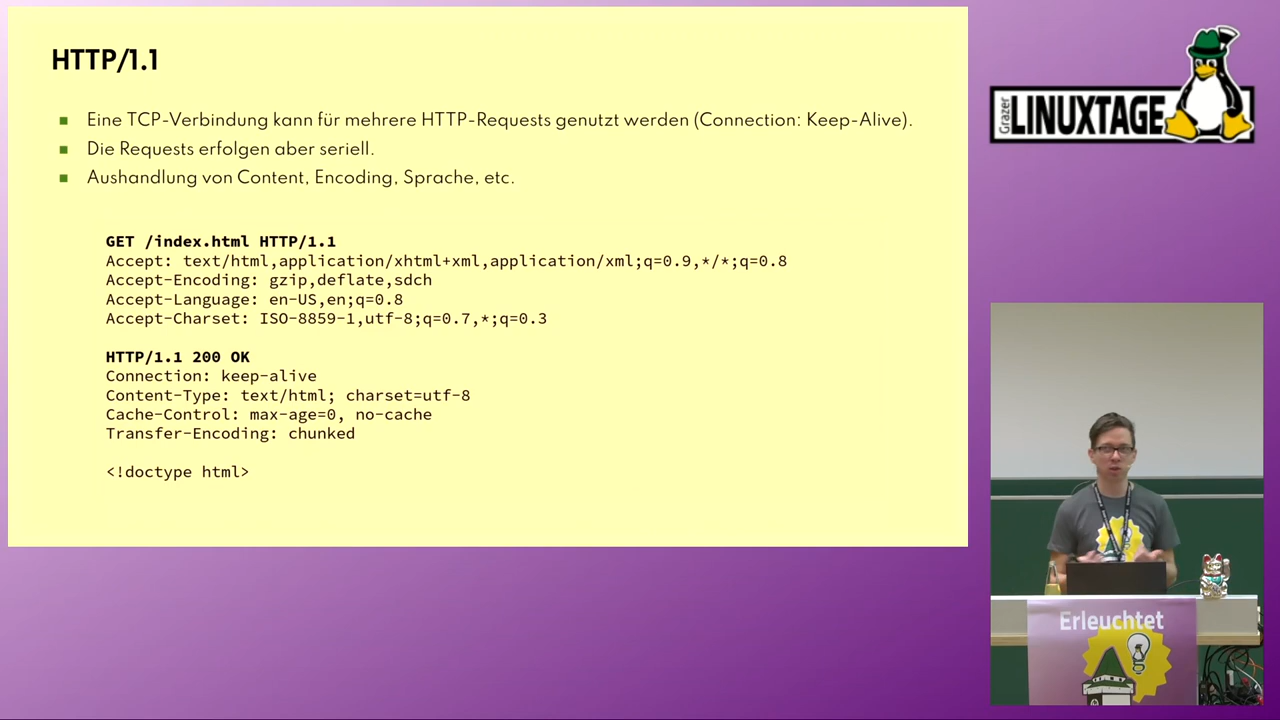 HTTP/1.1
Eine TCP-Verbindung kann für mehrere HTTP-Requests genutzt werden (Connection: Keep-Alive).
Die Requests erfolgen aber seriell.
Aushandlung von Content, Encoding, Sprache, etc.
GET /index.html HTTP/1.1
Accept: text/html,application/xhtml+xml,application/xml;q=0.9,*/*;q=0.8
Accept-Encoding: gzip,deflate,sdch
Accept-Language: en-US,en;q=0.8
Accept-Charset: ISO-8859-1,utf-8;q=0.7,*;q=0.3
HTTP/1.1 200 OK
Connection: keep-alive
Content-Type: text/html; charset=utf-8
Cache-Control: max-age=0, no-cache
Transfer-Encoding: chunked
<!doctype html>
Grazer LINUXTAGE
Erleuchtet